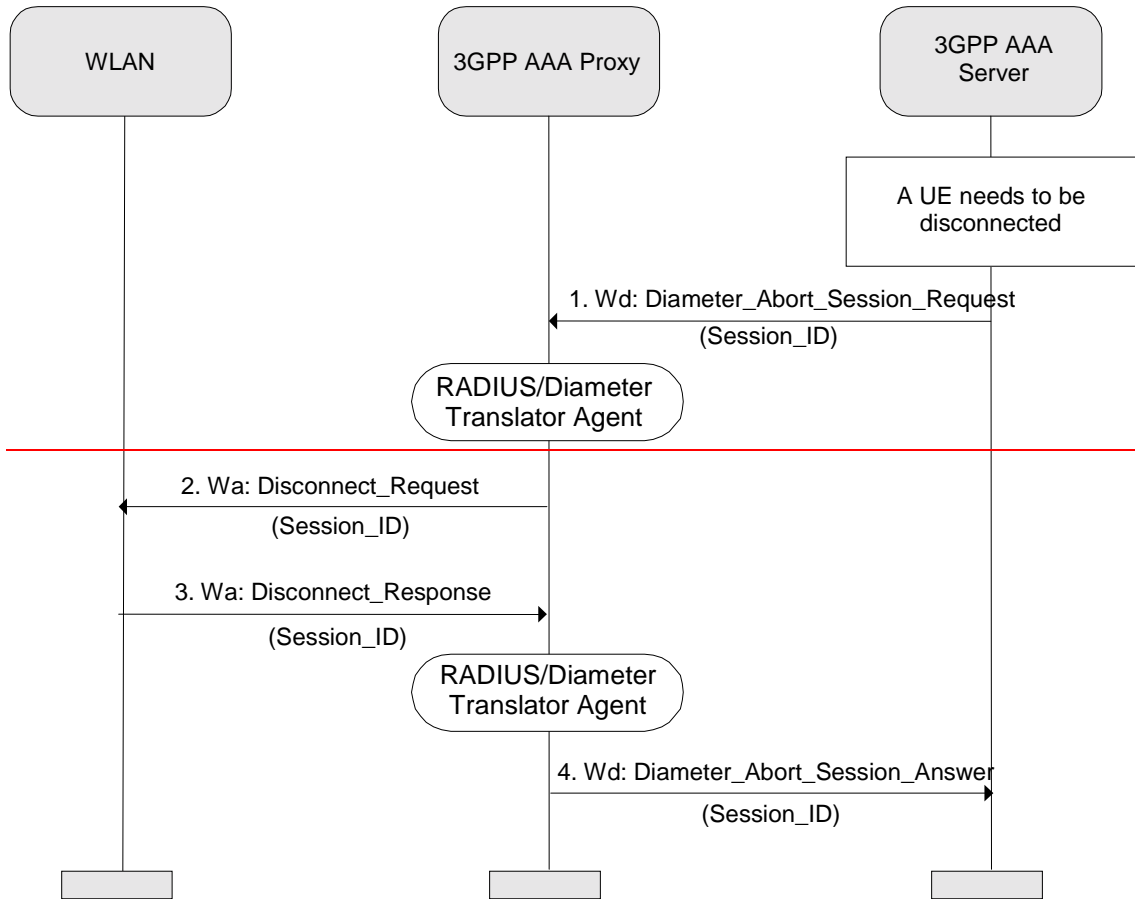 WLAN
3GPP AAA Proxy
3GPP AAA
Server
A UE needs to be
disconnected
1. Wd: Diameter_Abort_Session_Request
(Session_ID)
RADIUS/Diameter
Translator Agent
2. Wa: Disconnect_Request
(Session_ID)
3. Wa: Disconnect_Response
(Session_ID)
RADIUS/Diameter
Translator Agent
4. Wd: Diameter_Abort_Session_Answer
(Session_ID)